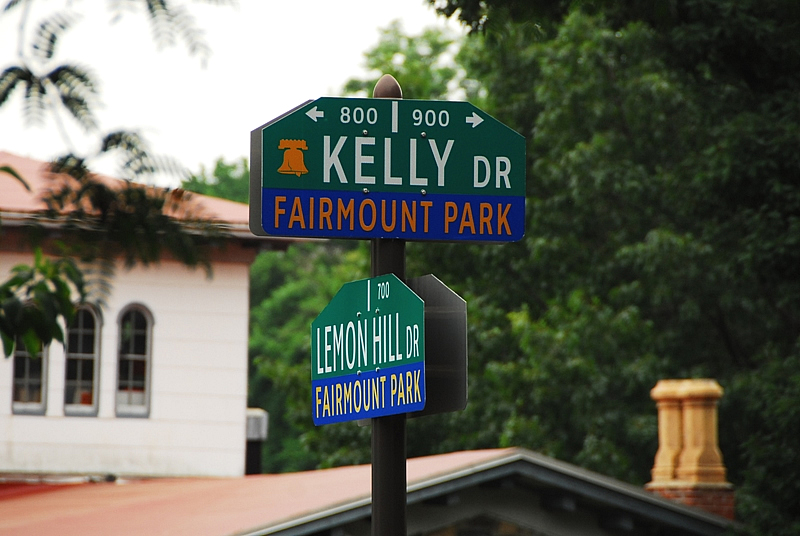 ← 800 | 900 →
KELLY DR
FAIRMOUNT PARK
| 700
LEMON HILL DR
FAIRMOUNT PARK